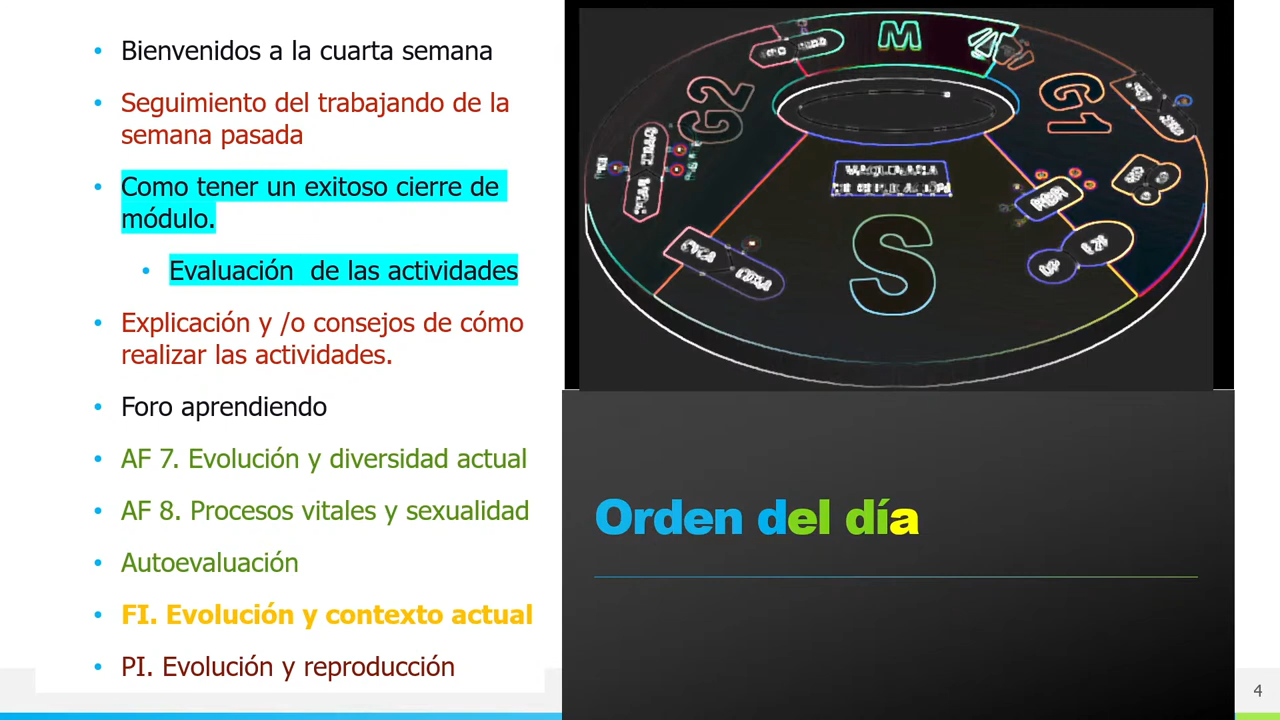 Bienvenidos a la cuarta semana
Seguimiento del trabajando de la
semana pasada
Como tener un exitoso cierre de
módulo.
Evaluación de las actividades
Explicación y /o consejos de cómo
realizar las actividades.
Foro aprendiendo
AF 7. Evolución y diversidad actual
AF 8. Procesos vitales y sexualidad
Autoevaluación
FI. Evolución y contexto actual
PI. Evolución y reproducción
M
G2
G1
S
Orden del día
4